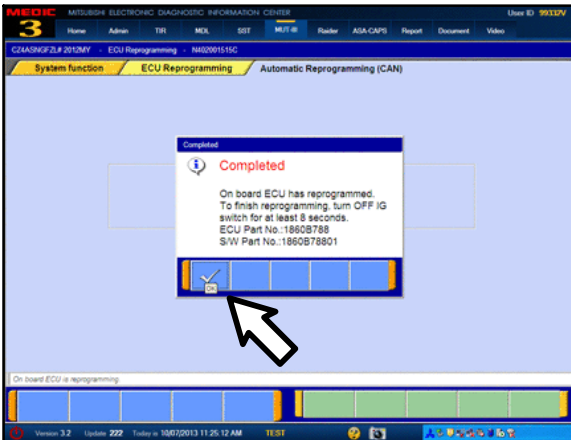 MEDIC
3
MITSUBISHI ELECTRONIC DIAGNOSTIC INFORMATION CENTER
User ID 99332V
Home Admin TIR MDL SST MUT-III Raider ASA-CAPS Report Document Video
CZ4ASNGFZL# 2012MY - ECU Reprogramming - N402001515C
System function ECU Reprogramming Automatic Reprogramming (CAN)
Completed
Completed
On board ECU has reprogrammed.
To finish reprogramming, turn OFF IG
switch for at least 8 seconds.
ECU Part No.:1860B788
S/W Part No.:1860B78801
OK
On board ECU is reprogramming.
Version 3.2 Update 222 Today is 10/07/2013 11:25:12 AM TEST